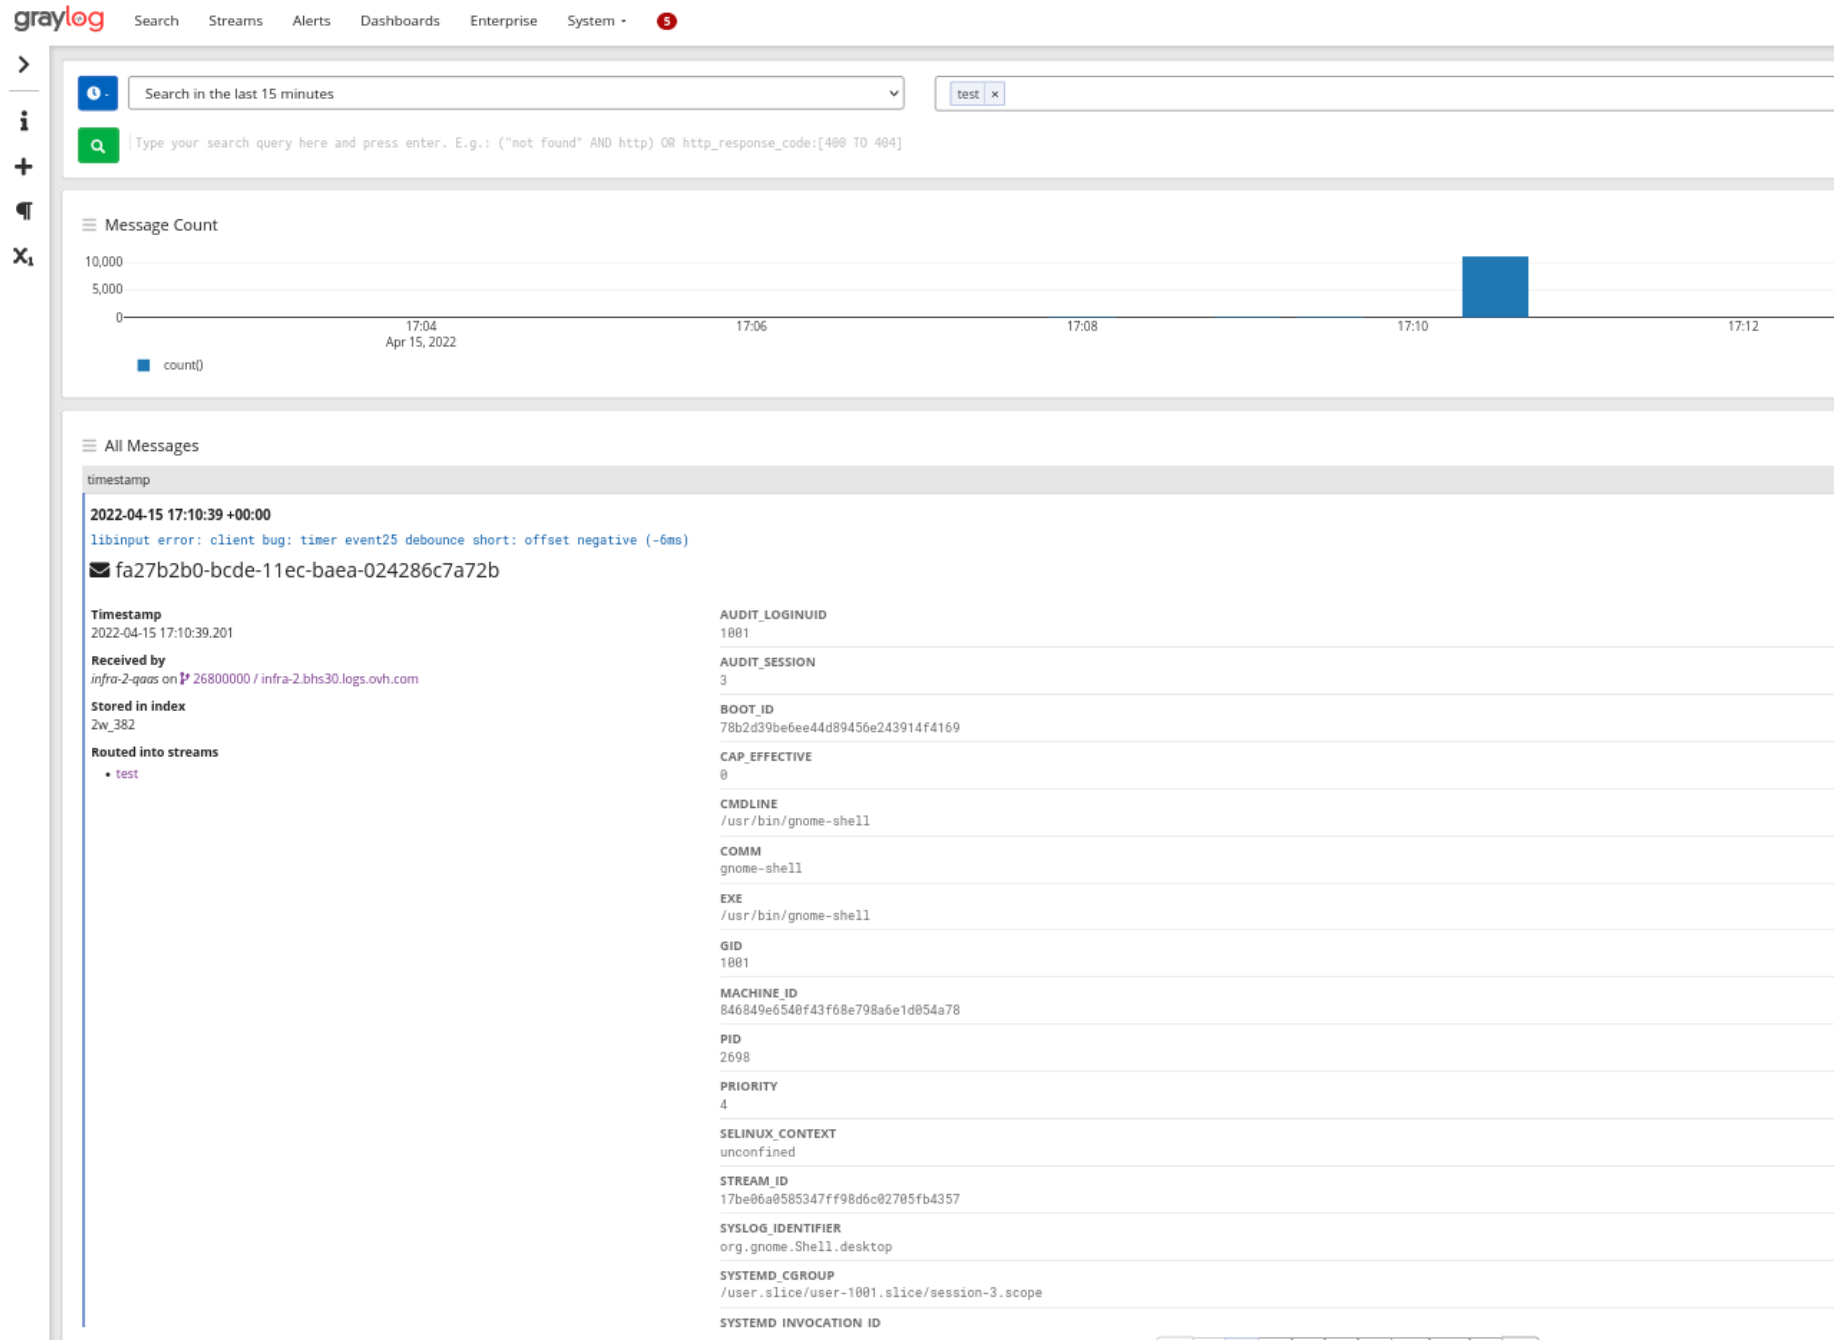 graylog Search Streams Alerts Dashboards Enterprise System 5
Search in the last 15 minutes test ×
Type your search query here and press enter. E.g.: ("not found" AND http) OR http_response_code:[400 TO 404]
X₁
Message Count
10,000
5,000
0
17:04 17:06 17:08 17:10 17:12
Apr 15, 2022
count()
All Messages
timestamp
2022-04-15 17:10:39 +00:00
libinput error: client bug: timer event25 debounce short: offset negative (-6ms)
fa27b2b0-bcde-11ec-baea-024286c7a72b
Timestamp
2022-04-15 17:10:39.201
Received by
infra-2-qaas on 26800000 / infra-2.bhs30.logs.ovh.com
Stored in index
2w_382
Routed into streams
• test
AUDIT_LOGINUID
1001
AUDIT_SESSION
3
BOOT_ID
78b2d39be6ee44d89456e243914f4169
CAP_EFFECTIVE
0
CMDLINE
/usr/bin/gnome-shell
COMM
gnome-shell
EXE
/usr/bin/gnome-shell
GID
1001
MACHINE_ID
846849e6540f43f68e798a6e1d054a78
PID
2698
PRIORITY
4
SELINUX_CONTEXT
unconfined
STREAM_ID
17be06a0585347ff98d6c02705fb4357
SYSLOG_IDENTIFIER
org.gnome.Shell.desktop
SYSTEMD_CGROUP
/user.slice/user-1001.slice/session-3.scope
SYSTEMD_INVOCATION_ID